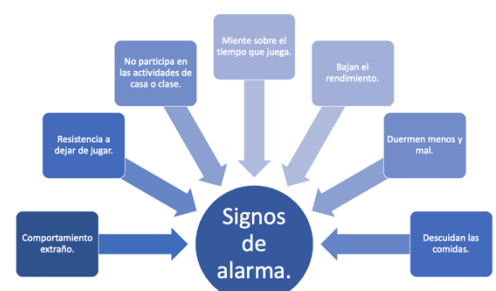 Miente sobre el
tiempo que juega.
No participa en
las actividades de
casa o clase.
Bajan el
rendimiento.
Resistencia a
dejar de jugar.
Duermen menos y
mal.
Comportamiento
extraño.
Signos
de
alarma.
Descuidan las
comidas.